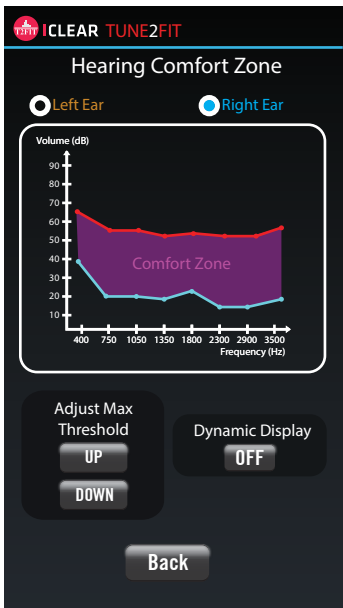 T2FIT
ICLEAR TUNE2FIT
Hearing Comfort Zone
Left Ear
Right Ear
Volume (dB)
90
80
70
60
50
40
30
20
10
Comfort Zone
400 750 1050 1350 1800 2300 2900 3500
Frequency (Hz)
Adjust Max
Threshold
UP
DOWN
Dynamic Display
OFF
Back